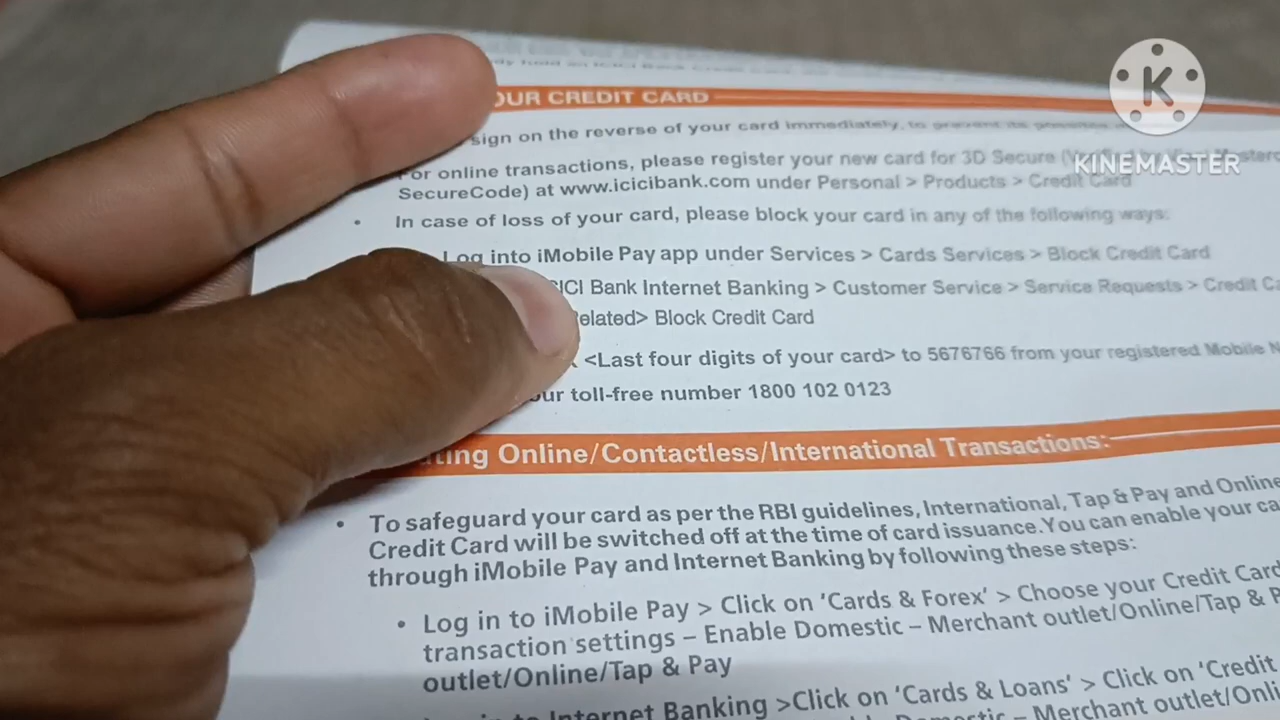 OUR CREDIT CARD
sign on the reverse of your card immediately, to prevent its
For online transactions, please register your new card for 3D Secure
SecureCode) at www.icicibank.com under Personal > Products > Credit Card
• In case of loss of your card, please block your card in any of the following ways:
Log into iMobile Pay app under Services > Cards Services > Block Credit Card
ICI Bank Internet Banking > Customer Service > Service Requests > Credit
elated> Block Credit Card
<Last four digits of your card> to 5676766 from your registered Mobile
our toll-free number 1800 102 0123
ting Online/Contactless/International Transactions:
• To safeguard your card as per the RBI guidelines, International, Tap & Pay and Online
Credit Card will be switched off at the time of card issuance. You can enable your
through iMobile Pay and Internet Banking by following these steps:
• Log in to iMobile Pay > Click on 'Cards & Forex' > Choose your Credit Card
transaction settings – Enable Domestic – Merchant outlet/Online/Tap &
outlet/Online/Tap & Pay
Internet Banking >Click on 'Cards & Loans' > Click on 'Credit
Domestic – Merchant outlet/Onli
K
KINEMASTER